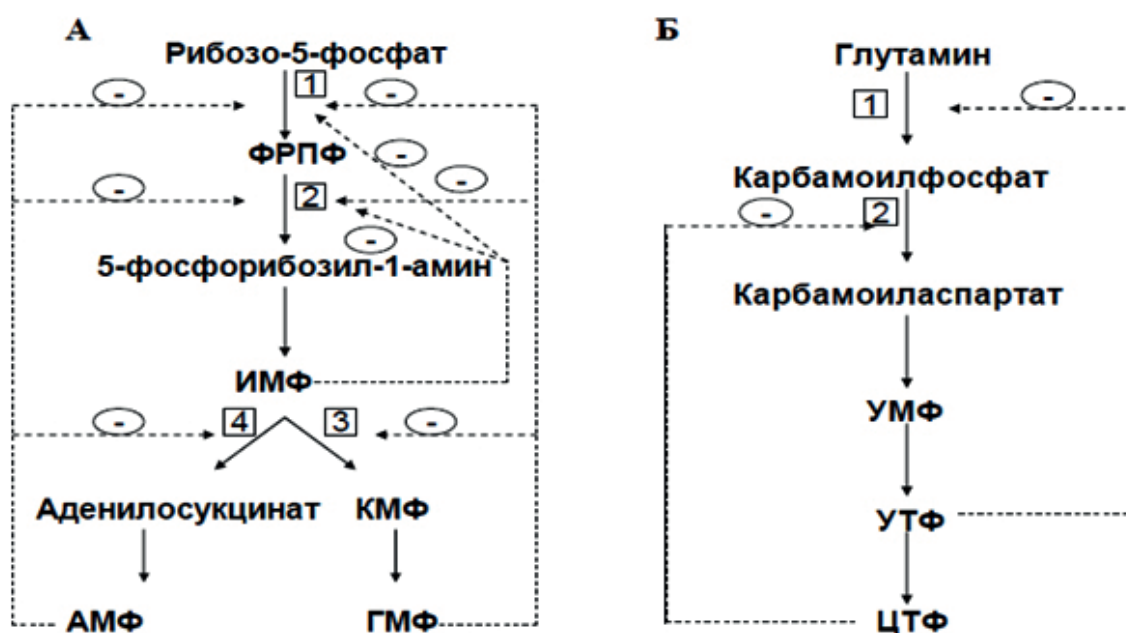 А
Рибозо-5-фосфат
1
-
-
ФРПФ
-
-
-
2
-
5-фосфорибозил-1-амин
ИМФ
-
4
3
-
Аденилосукцинат
КМФ
АМФ
ГМФ
Б
Глутамин
1
-
Карбамоилфосфат
-
2
Карбамоиласпартат
УМФ
УТФ
ЦТФ